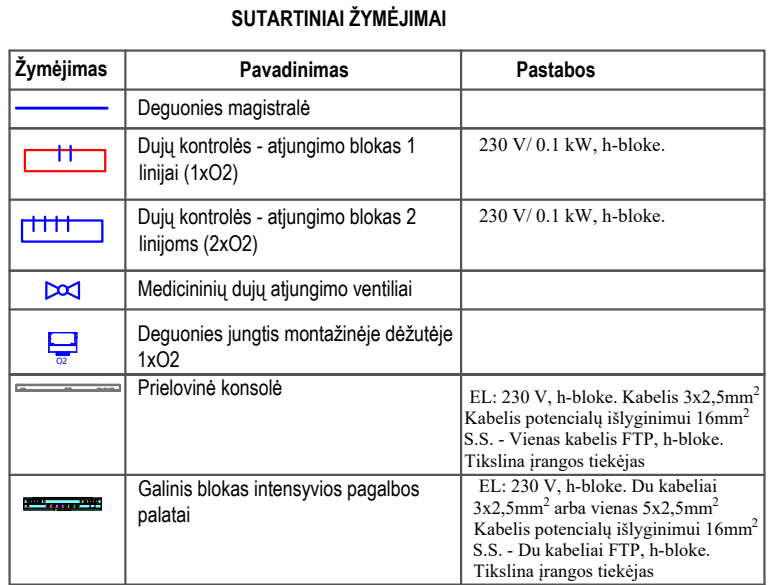 SUTARTINIAI ŽYMĖJIMAI
Žymėjimas Pavadinimas Pastabos
Deguonies magistralė
Dujų kontrolės - atjungimo blokas 1
linijai (1xO2)
230 V/ 0.1 kW, h-bloke.
Dujų kontrolės - atjungimo blokas 2
linijoms (2xO2)
230 V/ 0.1 kW, h-bloke.
Medicininių dujų atjungimo ventiliai
O2
Deguonies jungtis montažinėje dėžutėje
1xO2
Prielovinė konsolė
EL: 230 V, h-bloke. Kabelis 3x2,5mm²
Kabelis potencialų išlyginimui 16mm²
S.S. - Vienas kabelis FTP, h-bloke.
Tikslina įrangos tiekėjas
Galinis blokas intensyvios pagalbos
palatai
EL: 230 V, h-bloke. Du kabeliai
3x2,5mm² arba vienas 5x2,5mm²
Kabelis potencialų išlyginimui 16mm²
S.S. - Du kabeliai FTP, h-bloke.
Tikslina įrangos tiekėjas